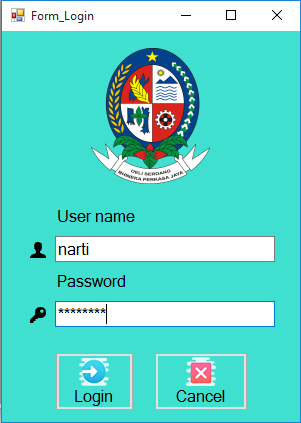 Form_Login
DELI SERDANG
BHINEKA PERKASA JAYA
User name
narti
Password
********
Login
Cancel